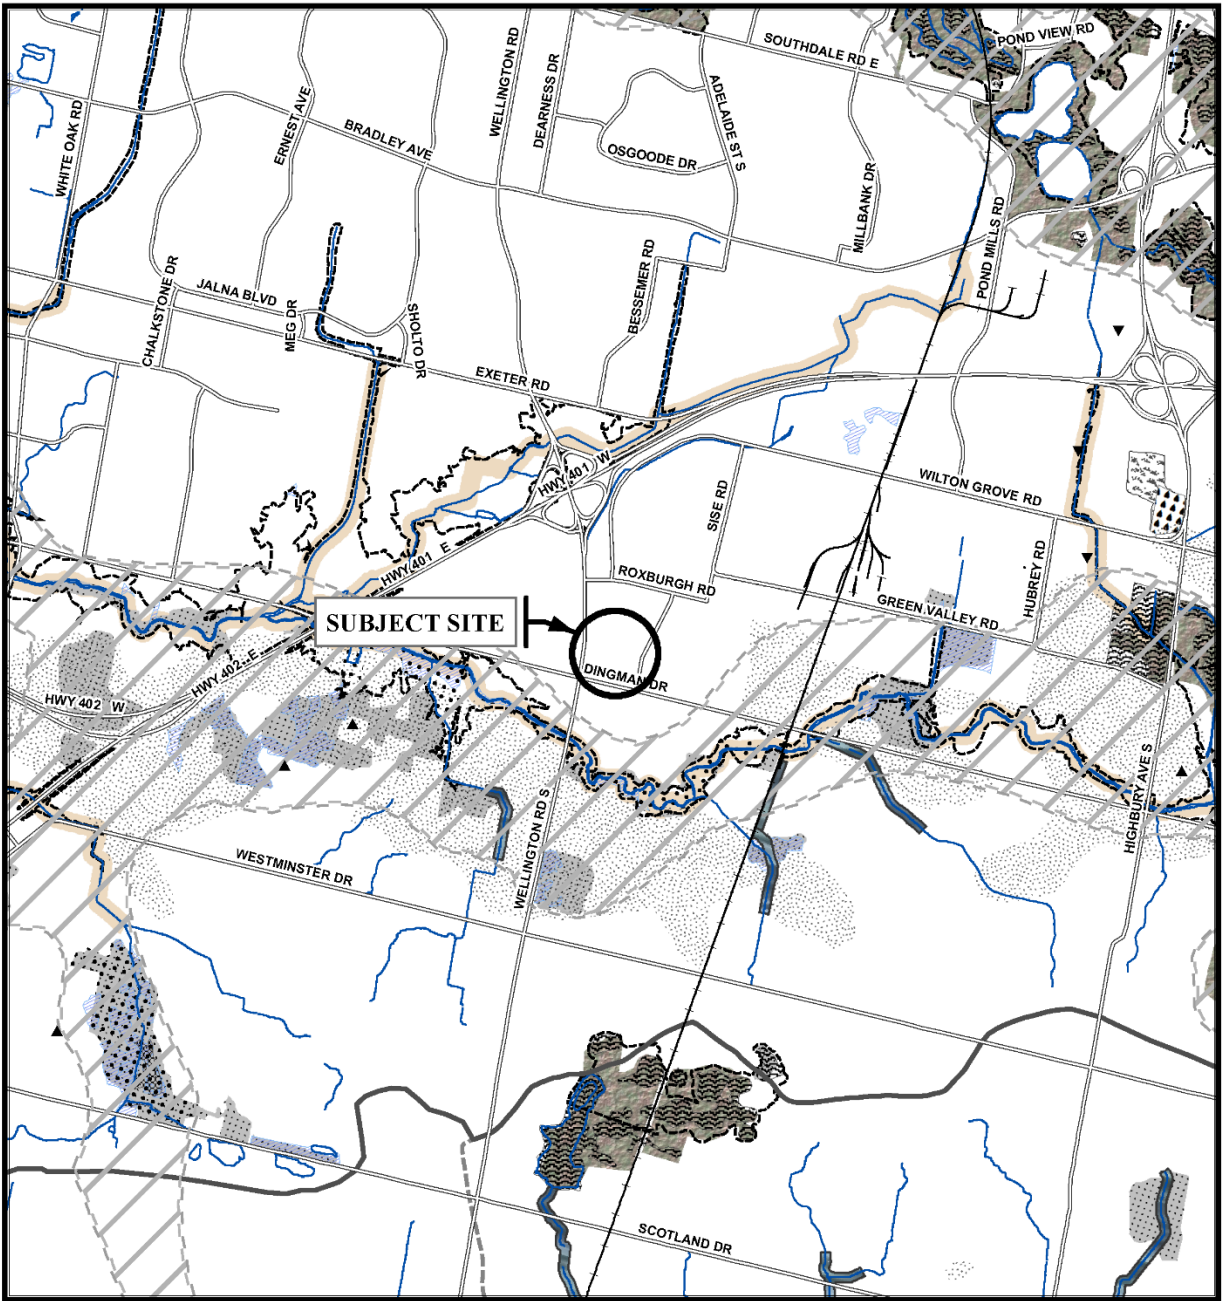 SOUTHDALE RD E
POND VIEW RD
WHITE OAK RD
ERNEST AVE
BRADLEY AVE
WELLINGTON RD
DEARNESS DR
ADELAIDE ST S
OSGOODE DR
MILLBANK DR
POND MILLS RD
CHALKSTONE DR
JALNA BLVD
MEG DR
SHOLTO DR
BESSEMER RD
EXETER RD
HWY 401 W
WILTON GROVE RD
SISE RD
HWY 401 E
ROXBURGH RD
HUBREY RD
GREEN VALLEY RD
SUBJECT SITE
DINGMAN DR
HWY 402 E
HWY 402 W
WELLINGTON RD S
HIGHBURY AVE S
WESTMINSTER DR
SCOTLAND DR